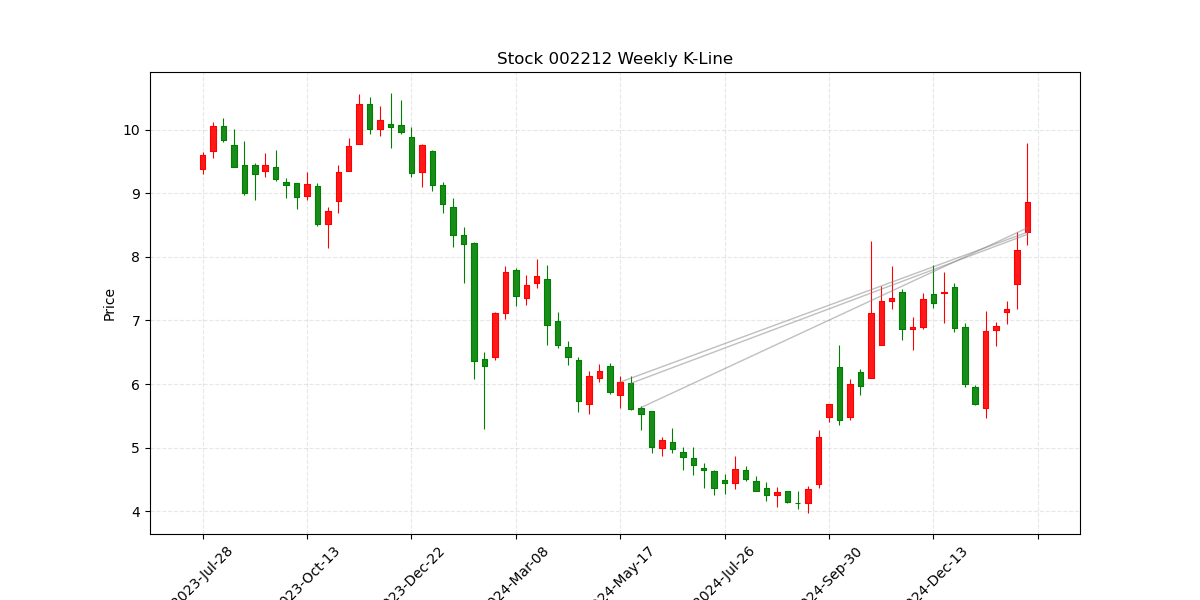 Stock 002212 Weekly K-Line
Price
10
9
8
7
6
5
4
2023-Jul-28
2023-Oct-13
2023-Dec-22
2024-Mar-08
2024-May-17
2024-Jul-26
2024-Sep-30
2024-Dec-13